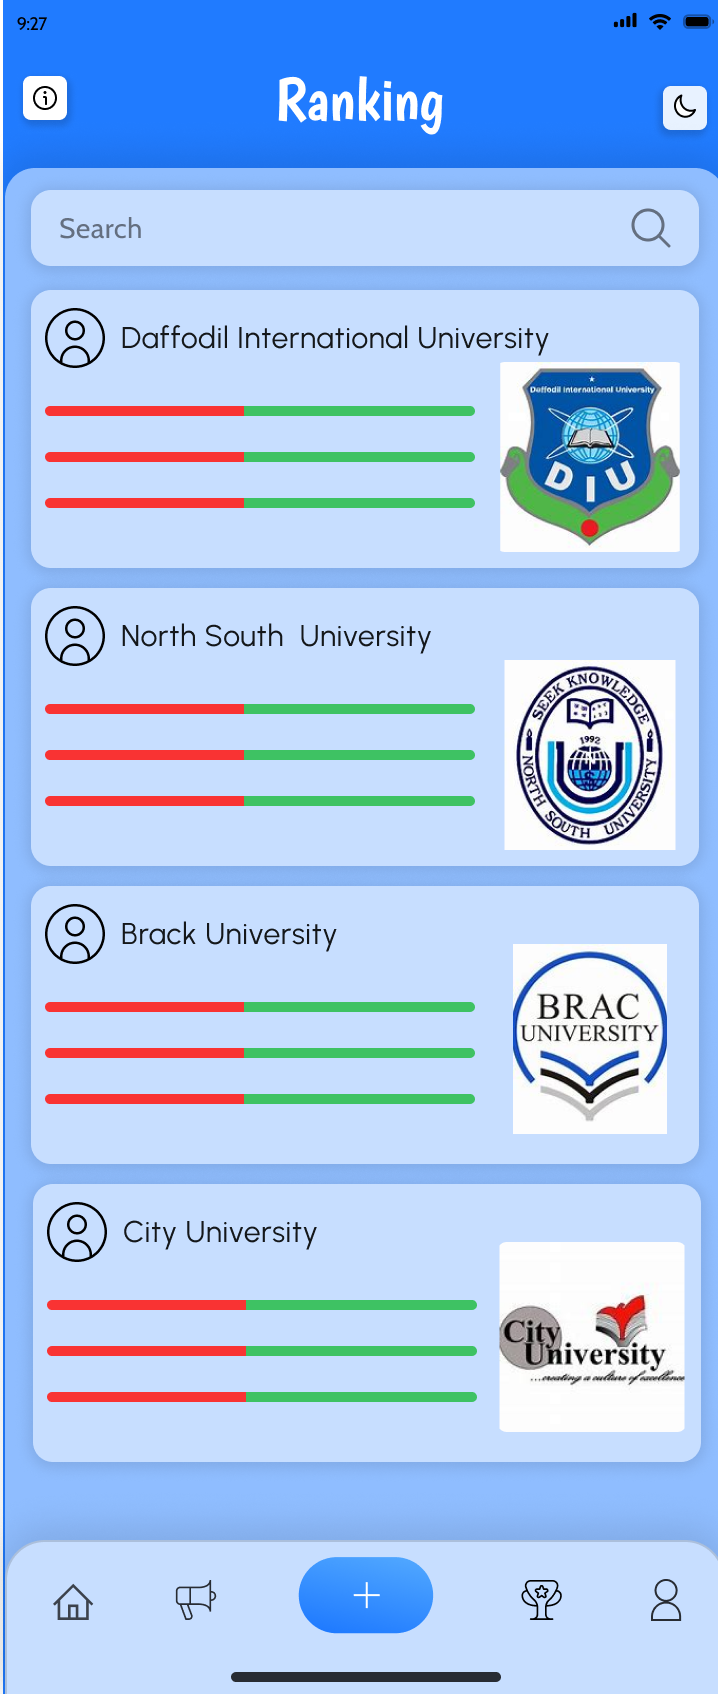 9:27
Ranking
Search
Daffodil International University
Daffodil International University
DIU
North South  University
SEEK KNOWLEDGE
1992
NORTH SOUTH UNIVERSITY
Brack University
BRAC
UNIVERSITY
City University
City
University
...creating a culture of excellence